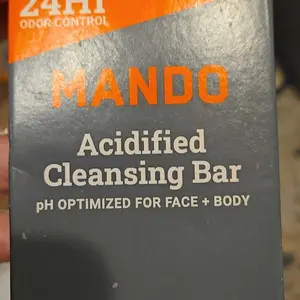 24HR
ODOR CONTROL
MANDO
Acidified
Cleansing Bar
pH OPTIMIZED FOR FACE + BODY